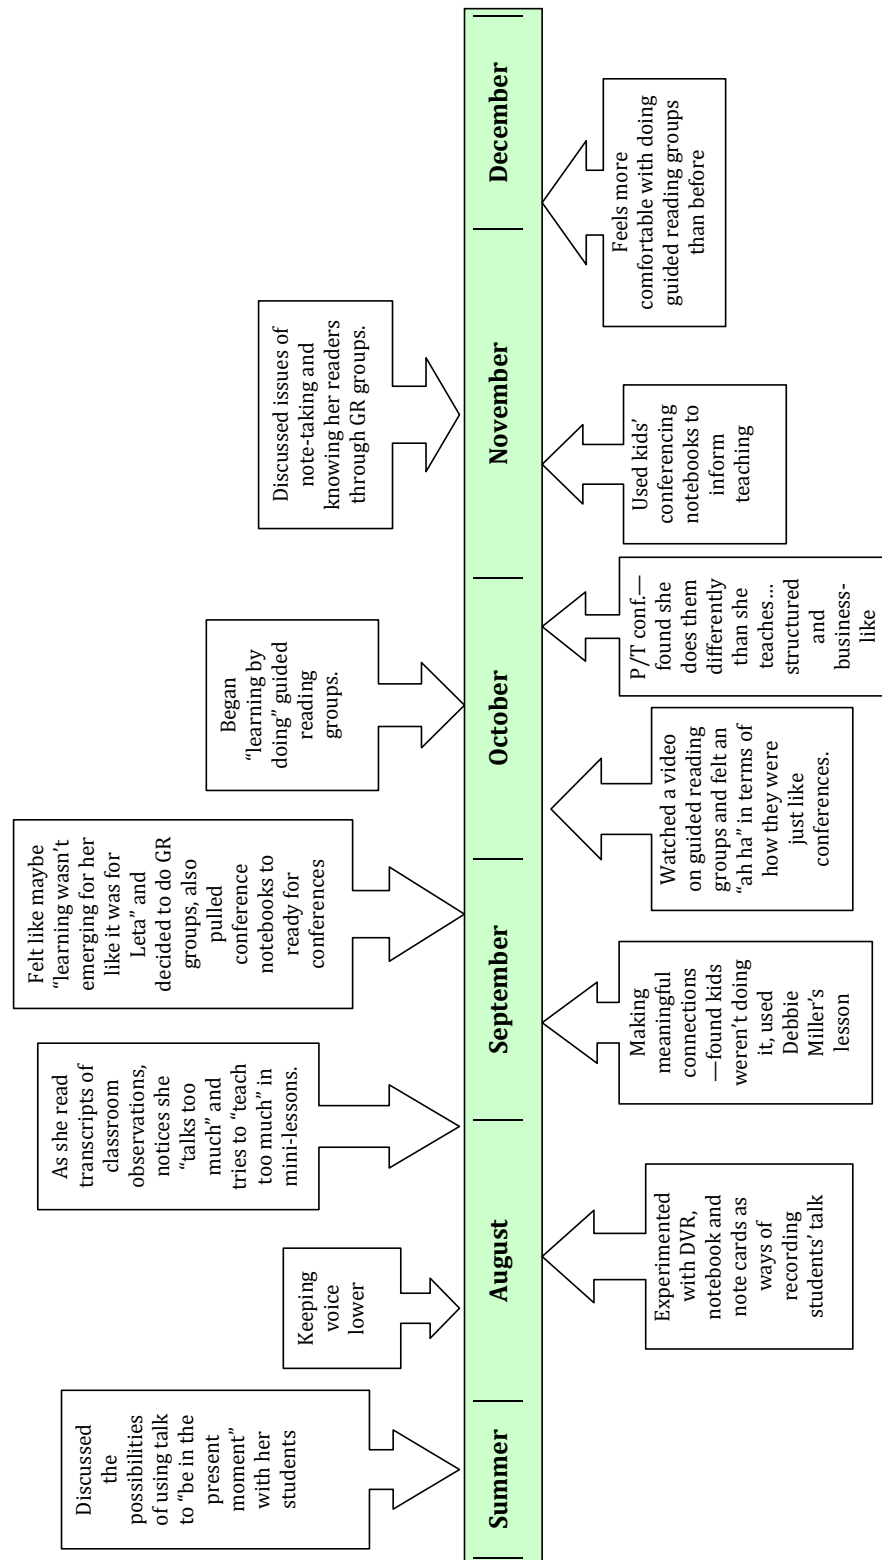 Discussed
the
possibilities
of using talk
to “be in the
present
moment”
with her
students
Keeping
voice
lower
As she read
transcripts of
classroom
observations,
notices she
“talks too
much” and
tries to “teach
too much” in
mini-lessons.
Felt like maybe
“learning wasn’t
emerging for her
like it was for
Leta” and
decided to do GR
groups, also
pulled
conference
notebooks to
ready for
conferences
Began
“learning by
doing” guided
reading
groups.
Discussed issues of
note-taking and
knowing her readers
through GR groups.
Summer
August
September
October
November
December
Experimented
with DVR,
notebook and
note cards as
ways of
recording
students’ talk
Making
meaningful
connections
—found kids
weren’t doing
it, used
Debbie
Miller’s
lesson
Watched a video
on guided reading
groups and felt an
“ah ha” in terms of
how they were
just like
conferences.
P/T conf.—
found she
does them
differently
than she
teaches…
structured
and
business-
like
Used kids’
conferencing
notebooks to
inform
teaching
Feels more
comfortable with doing
guided reading groups
than before